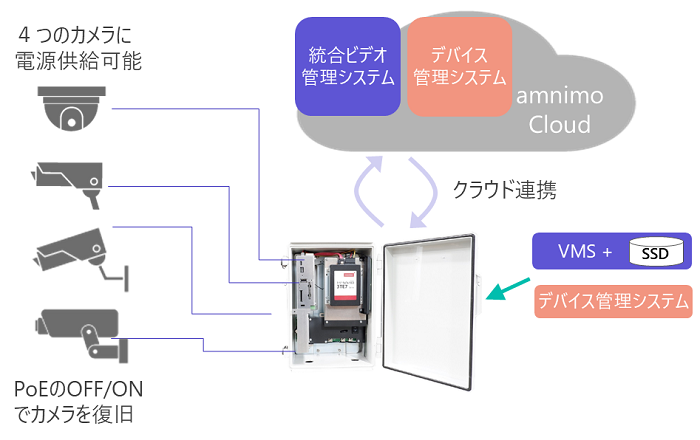 4つのカメラに
電源供給可能
統合ビデオ
管理システム
デバイス
管理システム
amnimo
Cloud
クラウド連携
VMS +
SSD
デバイス管理システム
PoEのOFF/ON
でカメラを復旧